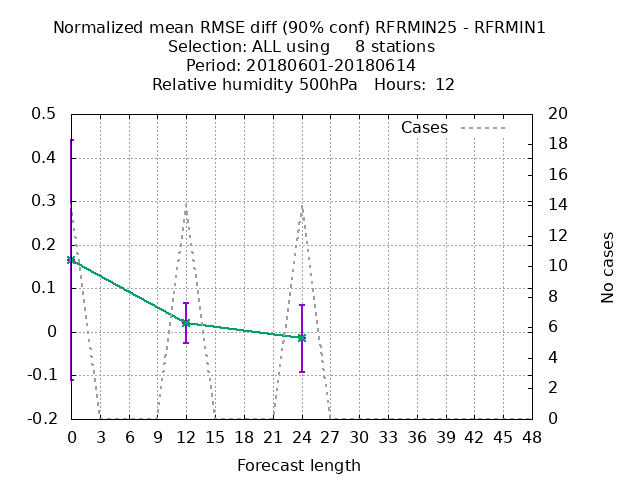 Normalized mean RMSE diff (90% conf) RFRMIN25 - RFRMIN1
Selection: ALL using     8 stations
Period: 20180601-20180614
Relative humidity 500hPa   Hours:  12
Cases
0.5
0.4
0.3
0.2
0.1
0
-0.1
-0.2
20
18
16
14
12
10
8
6
4
2
0
No cases
0 3 6 9 12 15 18 21 24 27 30 33 36 39 42 45 48
Forecast length